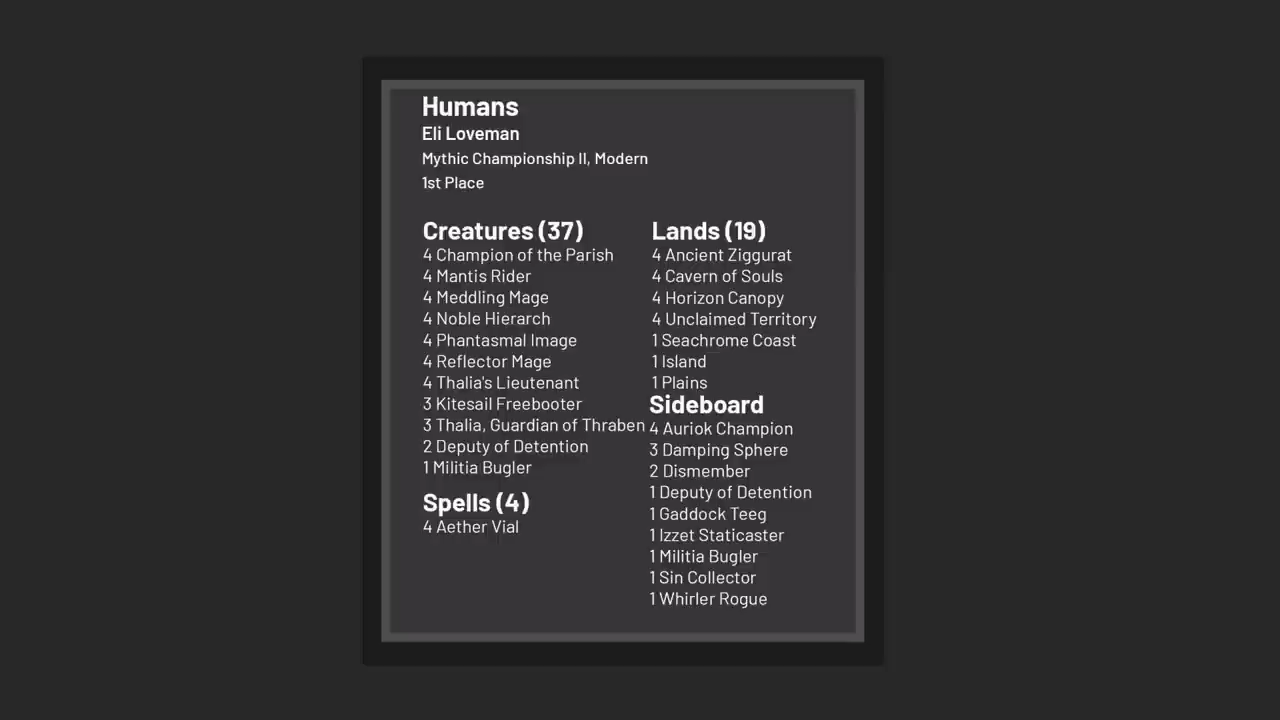 Humans
Eli Loveman
Mythic Championship II, Modern
1st Place
Creatures (37)
4 Champion of the Parish
4 Mantis Rider
4 Meddling Mage
4 Noble Hierarch
4 Phantasmal Image
4 Reflector Mage
4 Thalia's Lieutenant
3 Kitesail Freebooter
3 Thalia, Guardian of Thraben
2 Deputy of Detention
1 Militia Bugler
Spells (4)
4 Aether Vial
Lands (19)
4 Ancient Ziggurat
4 Cavern of Souls
4 Horizon Canopy
4 Unclaimed Territory
1 Seachrome Coast
1 Island
1 Plains
Sideboard
4 Auriok Champion
3 Damping Sphere
2 Dismember
1 Deputy of Detention
1 Gaddock Teeg
1 Izzet Staticaster
1 Militia Bugler
1 Sin Collector
1 Whirler Rogue